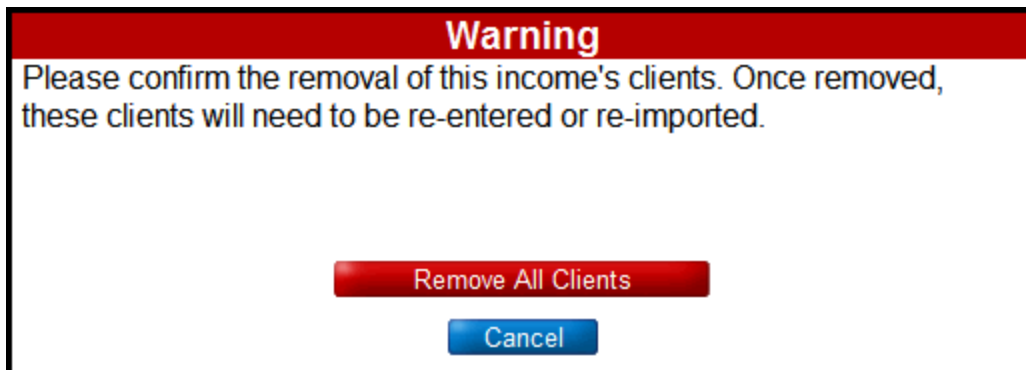 Warning
Please confirm the removal of this income's clients. Once removed,
these clients will need to be re-entered or re-imported.
Remove All Clients
Cancel